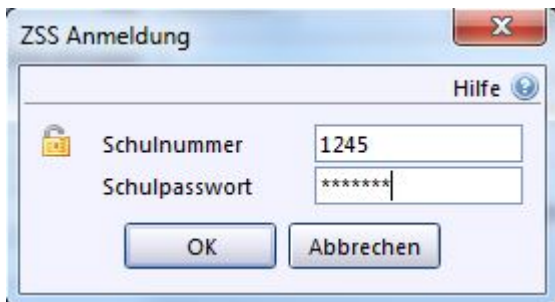 ZSS Anmeldung
Hilfe
Schulnummer 1245
Schulpasswort *******
OK Abbrechen